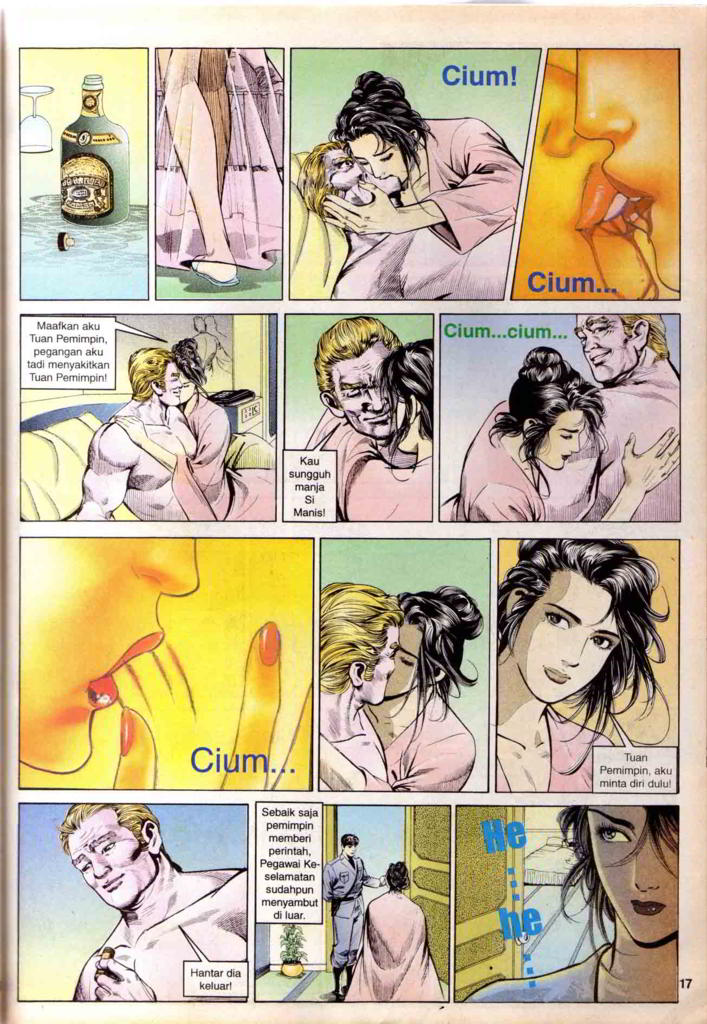 Cium!
Cium...
Maafkan aku
Tuan Pemimpin,
pegangan aku
tadi menyakitkan
Tuan Pemimpin!
Kau
sungguh
manja
Si
Manis!
Cium...cium...
Cium...
Tuan
Pemimpin, aku
minta diri dulu!
Hantar dia
keluar!
Sebaik saja
pemimpin
memberi
perintah,
Pegawai Ke-
selamatan
sudahpun
menyambut
di luar.
He
...
he
...
17